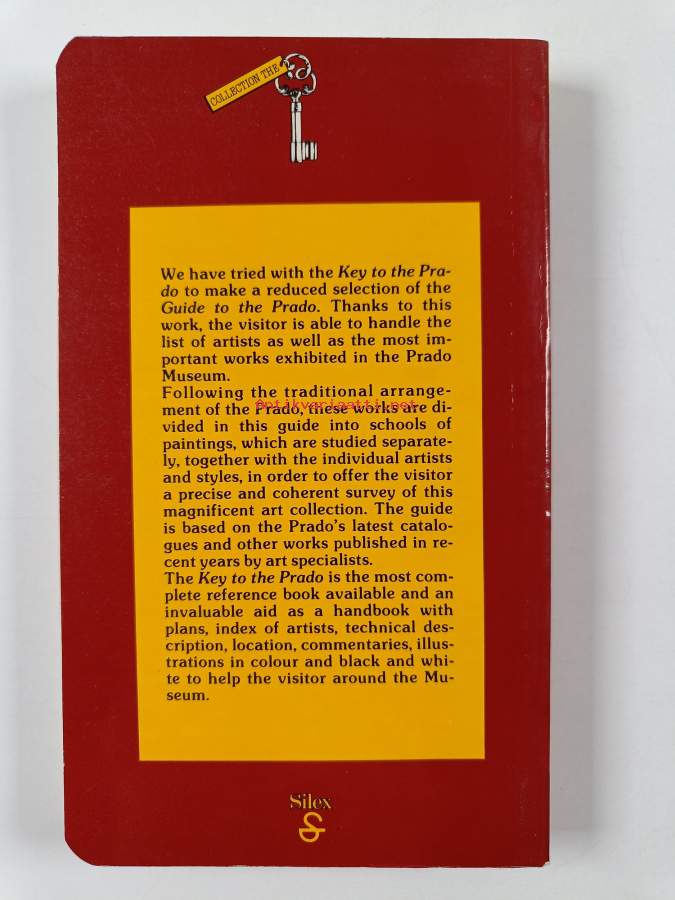 COLLECTION THE
We have tried with the Key to the Pra-
do to make a reduced selection of the
Guide to the Prado. Thanks to this
work, the visitor is able to handle the
list of artists as well as the most im-
portant works exhibited in the Prado
Museum.
Following the traditional arrange-
ment of the Prado, these works are di-
vided in this guide into schools of
paintings, which are studied separate-
ly, together with the individual artists
and styles, in order to offer the visitor
a precise and coherent survey of this
magnificent art collection. The guide
is based on the Prado's latest catalo-
gues and other works published in re-
cent years by art specialists.
The Key to the Prado is the most com-
plete reference book available and an
invaluable aid as a handbook with
plans, index of artists, technical des-
cription, location, commentaries, illus-
trations in colour and black and whi-
te to help the visitor around the Mu-
seum.
Antikvariaatti.net
Silex